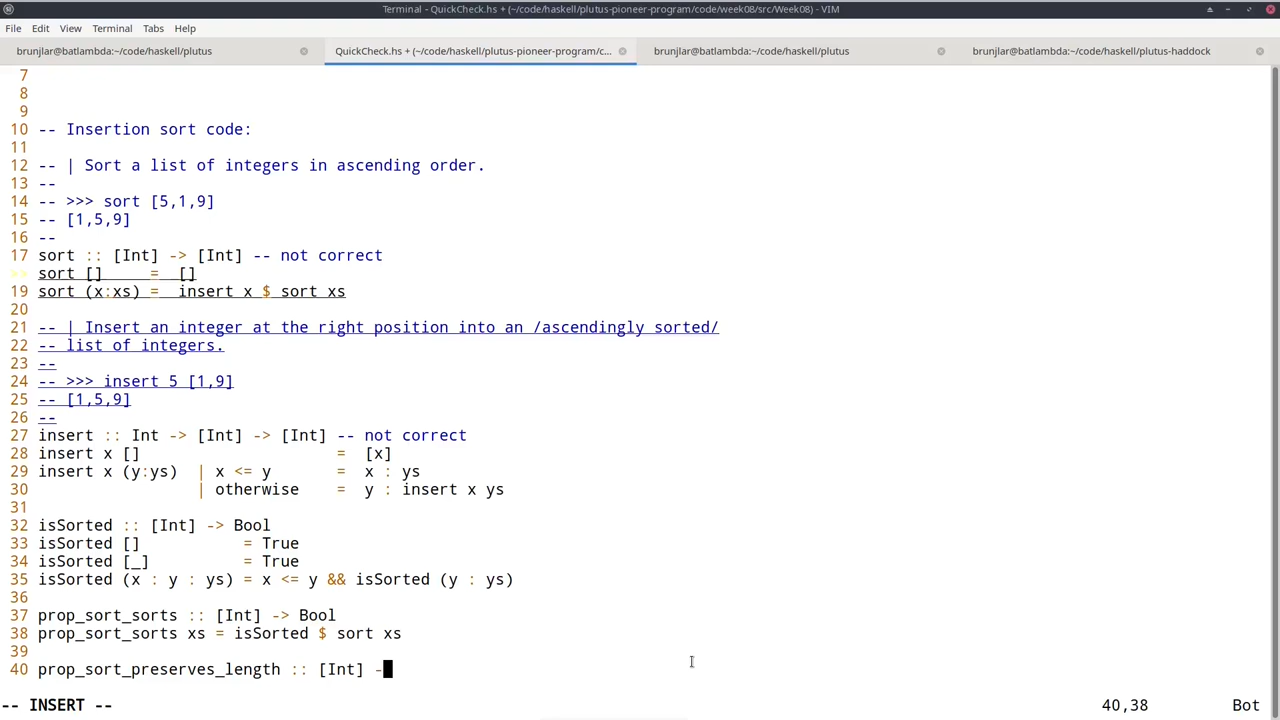 Terminal - QuickCheck.hs + (~/code/haskell/plutus-pioneer-program/code/week08/src/Week08) - VIM
File Edit View Terminal Tabs Help
brunjlar@batlambda:~/code/haskell/plutus
QuickCheck.hs + (~/code/haskell/plutus-pioneer-program/c...
brunjlar@batlambda:~/code/haskell/plutus
brunjlar@batlambda:~/code/haskell/plutus-haddock
7
8
9
10 -- Insertion sort code:
11
12 -- | Sort a list of integers in ascending order.
13 --
14 -- >>> sort [5,1,9]
15 -- [1,5,9]
16 --
17 sort :: [Int] -> [Int] -- not correct
>> sort []     =  []
19 sort (x:xs) =  insert x $ sort xs
20
21 -- | Insert an integer at the right position into an /ascendingly sorted/
22 -- list of integers.
23 --
24 -- >>> insert 5 [1,9]
25 -- [1,5,9]
26 --
27 insert :: Int -> [Int] -> [Int] -- not correct
28 insert x []                     =  [x]
29 insert x (y:ys)  | x <= y       =  x : ys
30                  | otherwise    =  y : insert x ys
31
32 isSorted :: [Int] -> Bool
33 isSorted []          = True
34 isSorted [_]         = True
35 isSorted (x : y : ys) = x <= y && isSorted (y : ys)
36
37 prop_sort_sorts :: [Int] -> Bool
38 prop_sort_sorts xs = isSorted $ sort xs
39
40 prop_sort_preserves_length :: [Int] -
-- INSERT -- 40,38 Bot